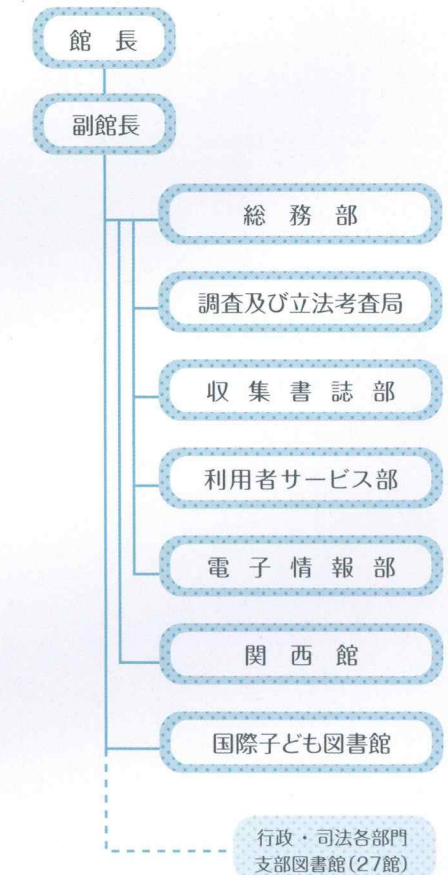 館長
副館長
総務部
調査及び立法考査局
収集書誌部
利用者サービス部
電子情報部
関西館
国際子ども図書館
行政・司法各部門
支部図書館(27館)